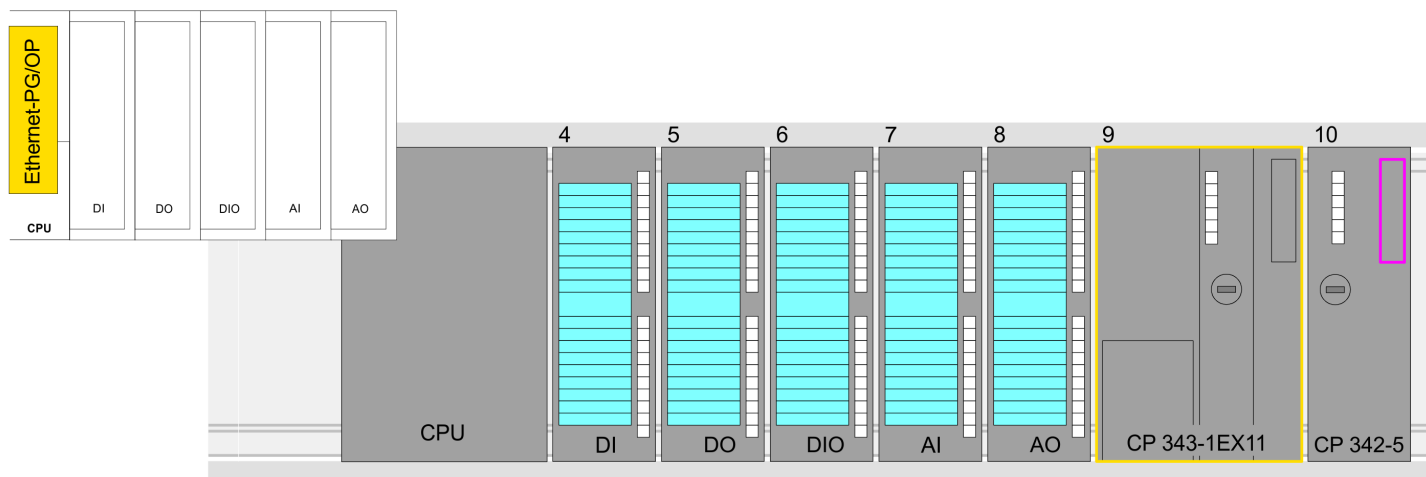 Ethernet-PG/OP
CPU
DI
DO
DIO
AI
AO
4
5
6
7
8
9
10
CPU
DI
DO
DIO
AI
AO
CP 343-1EX11
CP 342-5